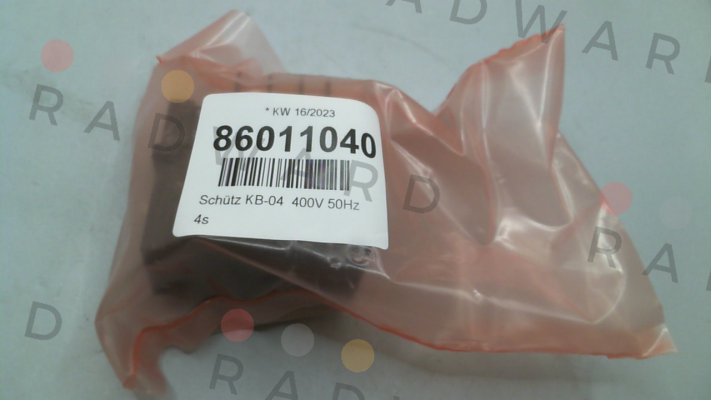 RADWARD
* KW 16/2023
86011040
Schütz KB-04 400V 50Hz
4s